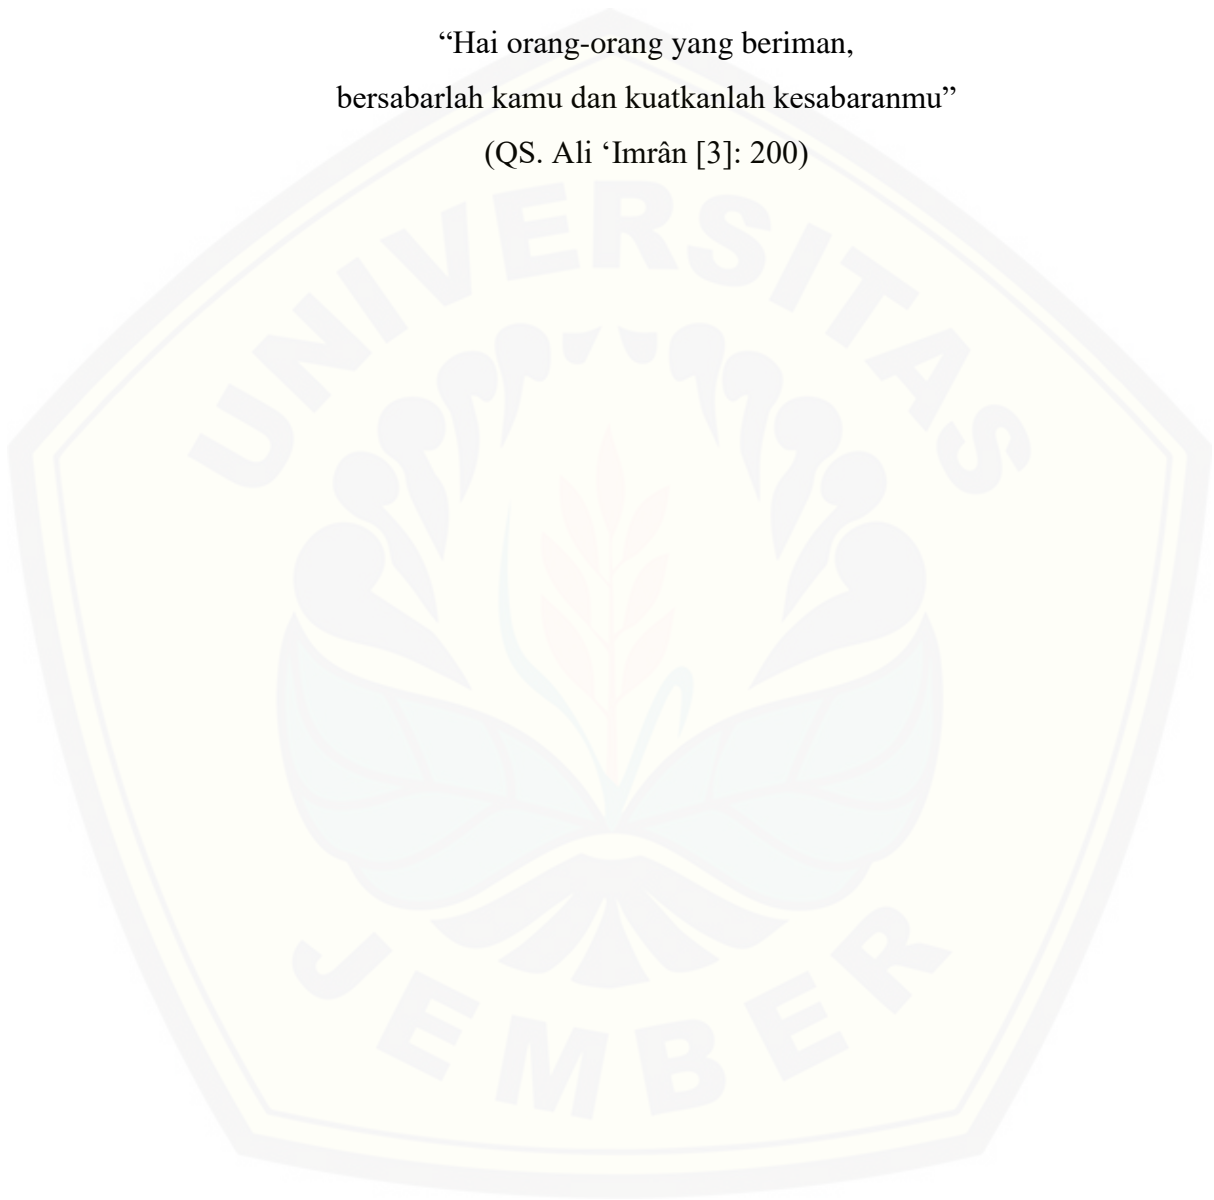 “Hai orang-orang yang beriman,
bersabarlah kamu dan kuatkanlah kesabaranmu”
(QS. Ali ‘Imrân [3]: 200)
UNIVERSITAS
JEMBER